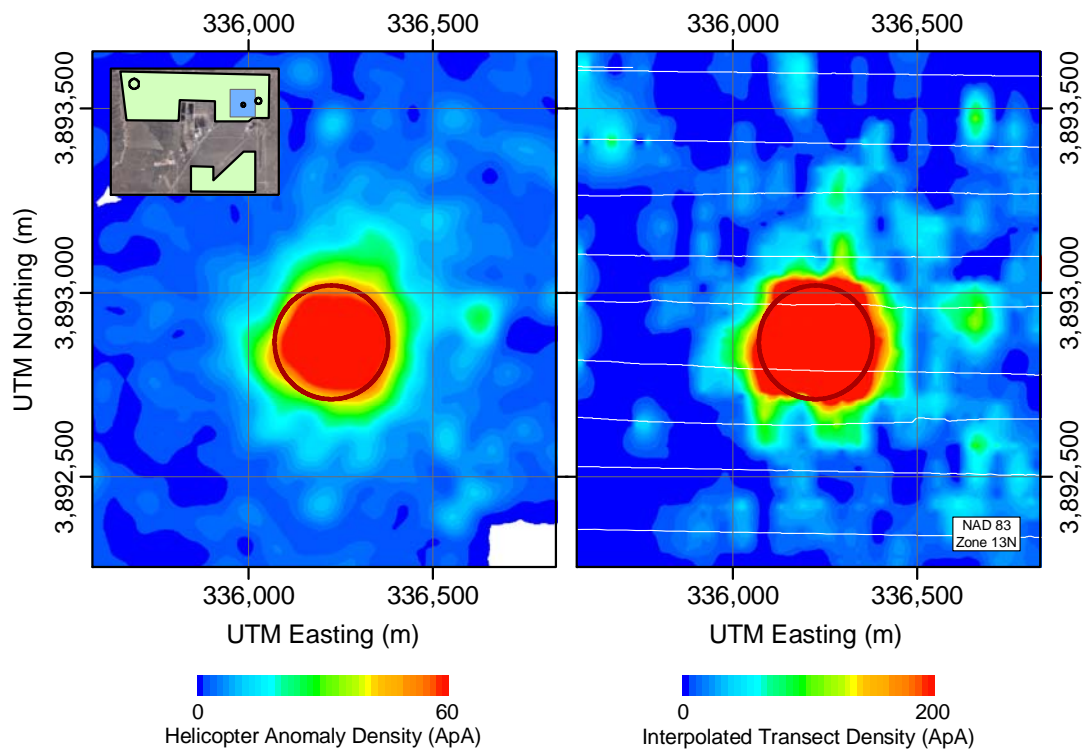 336,000 336,500 336,000 336,500
3,893,500
3,893,000
3,892,500
UTM Northing (m)
3,893,500
3,893,000
3,892,500
NAD 83
Zone 13N
336,000 336,500 336,000 336,500
UTM Easting (m) UTM Easting (m)
0 60 0 200
Helicopter Anomaly Density (ApA) Interpolated Transect Density (ApA)